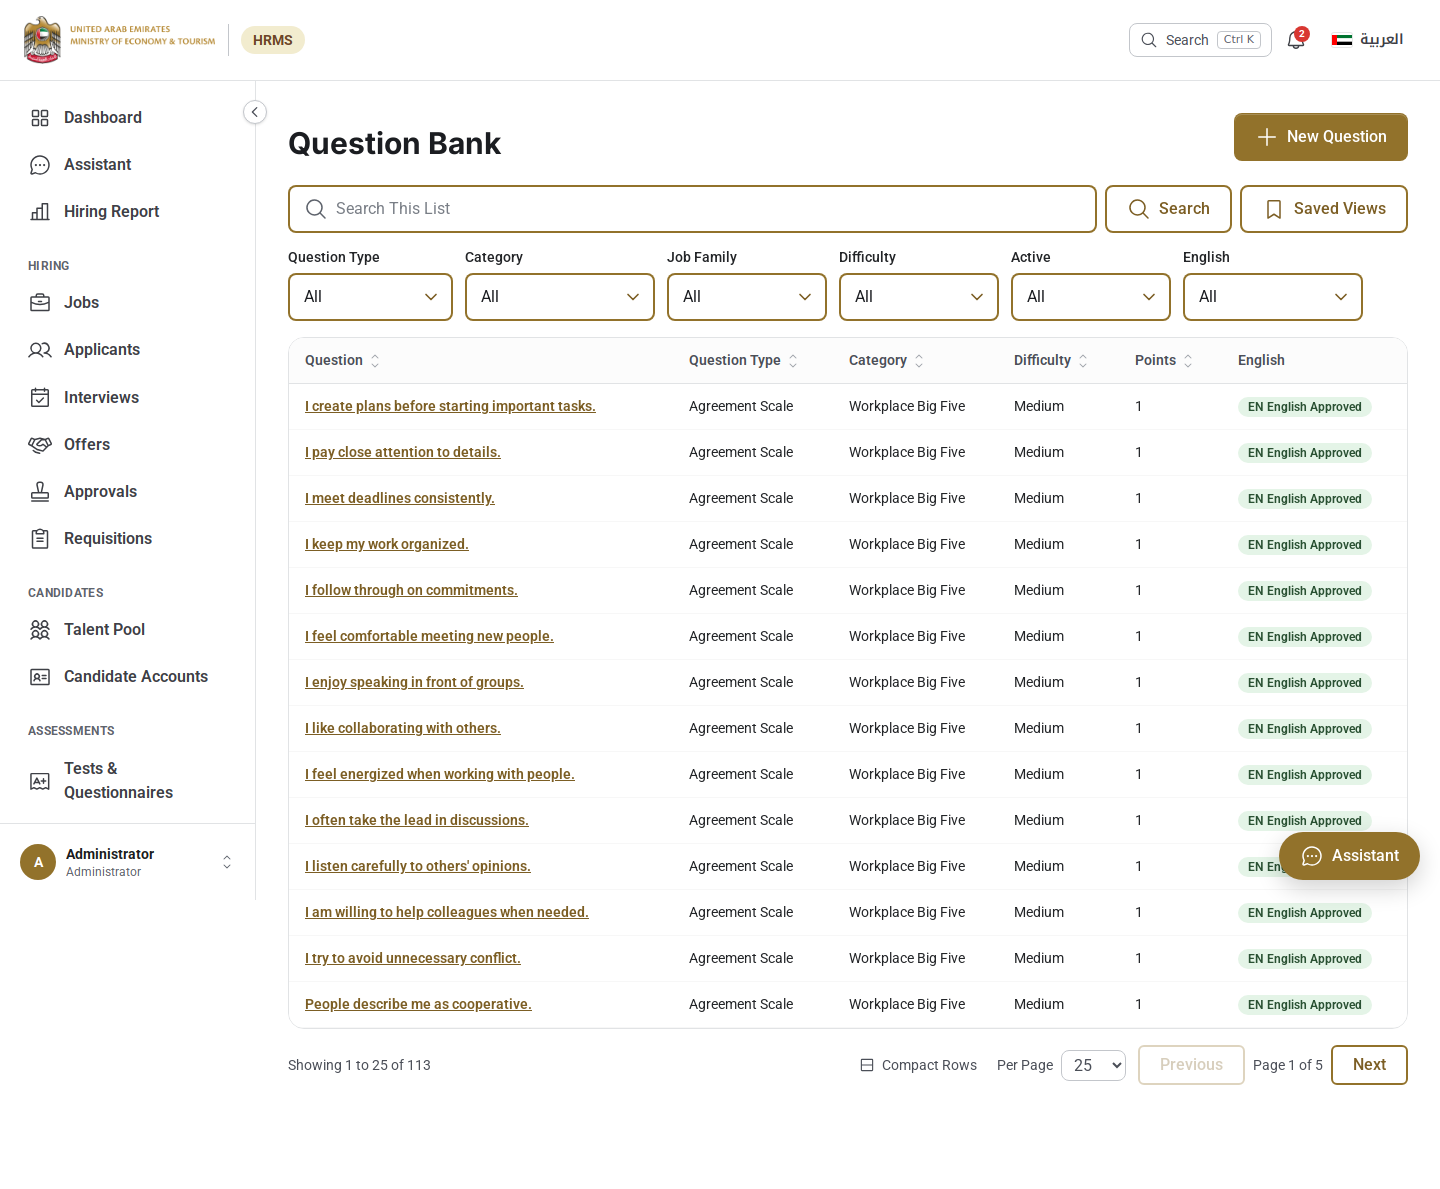 UNITED ARAB EMIRATES
MINISTRY OF ECONOMY & TOURISM
HRMS
Search Ctrl K
2
العربية
Dashboard
Assistant
Hiring Report
HIRING
Jobs
Applicants
Interviews
Offers
Approvals
Requisitions
CANDIDATES
Talent Pool
Candidate Accounts
ASSESSMENTS
Tests &
Questionnaires
A
Administrator
Administrator
Question Bank
New Question
Search This List
Search
Saved Views
Question Type Category Job Family Difficulty Active English
All All All All All All
Question Question Type Category Difficulty Points English
I create plans before starting important tasks. Agreement Scale Workplace Big Five Medium 1 EN English Approved
I pay close attention to details. Agreement Scale Workplace Big Five Medium 1 EN English Approved
I meet deadlines consistently. Agreement Scale Workplace Big Five Medium 1 EN English Approved
I keep my work organized. Agreement Scale Workplace Big Five Medium 1 EN English Approved
I follow through on commitments. Agreement Scale Workplace Big Five Medium 1 EN English Approved
I feel comfortable meeting new people. Agreement Scale Workplace Big Five Medium 1 EN English Approved
I enjoy speaking in front of groups. Agreement Scale Workplace Big Five Medium 1 EN English Approved
I like collaborating with others. Agreement Scale Workplace Big Five Medium 1 EN English Approved
I feel energized when working with people. Agreement Scale Workplace Big Five Medium 1 EN English Approved
I often take the lead in discussions. Agreement Scale Workplace Big Five Medium 1 EN English Approved
I listen carefully to others' opinions. Agreement Scale Workplace Big Five Medium 1 EN
Assistant
I am willing to help colleagues when needed. Agreement Scale Workplace Big Five Medium 1 EN English Approved
I try to avoid unnecessary conflict. Agreement Scale Workplace Big Five Medium 1 EN English Approved
People describe me as cooperative. Agreement Scale Workplace Big Five Medium 1 EN English Approved
Showing 1 to 25 of 113 Compact Rows Per Page 25 Previous Page 1 of 5 Next